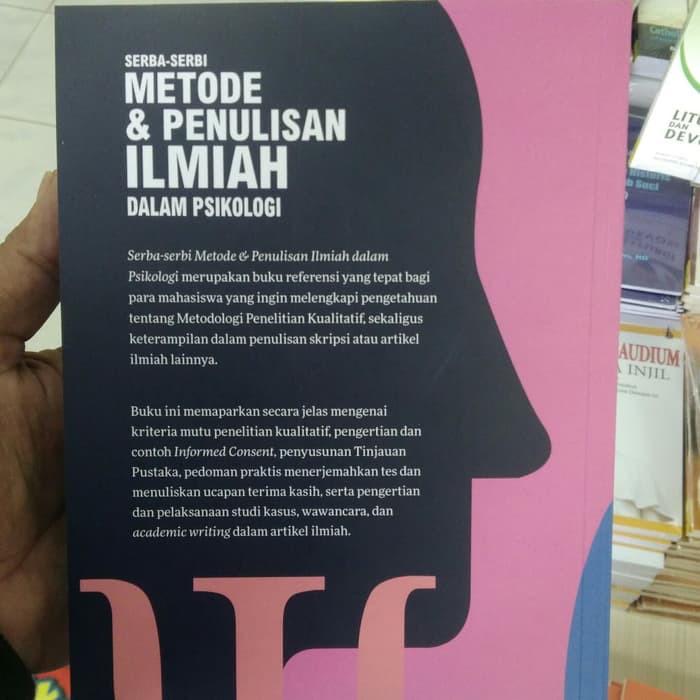 SERBA-SERBI
METODE
& PENULISAN
ILMIAH
DALAM PSIKOLOGI
Serba-serbi Metode & Penulisan Ilmiah dalam
Psikologi merupakan buku referensi yang tepat bagi
para mahasiswa yang ingin melengkapi pengetahuan
tentang Metodologi Penelitian Kualitatif, sekaligus
keterampilan dalam penulisan skripsi atau artikel
ilmiah lainnya.
Buku ini memaparkan secara jelas mengenai
kriteria mutu penelitian kualitatif, pengertian dan
contoh Informed Consent, penyusunan Tinjauan
Pustaka, pedoman praktis menerjemahkan tes dan
menuliskan ucapan terima kasih, serta pengertian
dan pelaksanaan studi kasus, wawancara, dan
academic writing dalam artikel ilmiah.
DAN
DEV
GAUDIUM
INJIL